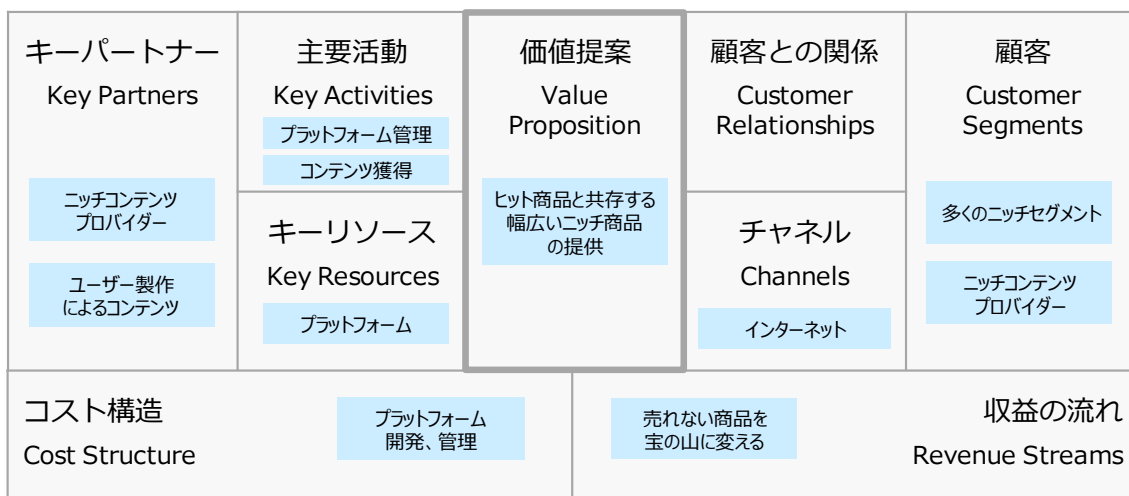 キーパートナー
Key Partners
ニッチコンテンツ
プロバイダー
ユーザー製作
によるコンテンツ
主要活動
Key Activities
プラットフォーム管理
コンテンツ獲得
キーリソース
Key Resources
プラットフォーム
価値提案
Value
Proposition
ヒット商品と共存する
幅広いニッチ商品
の提供
顧客との関係
Customer
Relationships
チャネル
Channels
インターネット
顧客
Customer
Segments
多くのニッチセグメント
ニッチコンテンツ
プロバイダー
コスト構造
Cost Structure
プラットフォーム
開発、管理
売れない商品を
宝の山に変える
収益の流れ
Revenue Streams